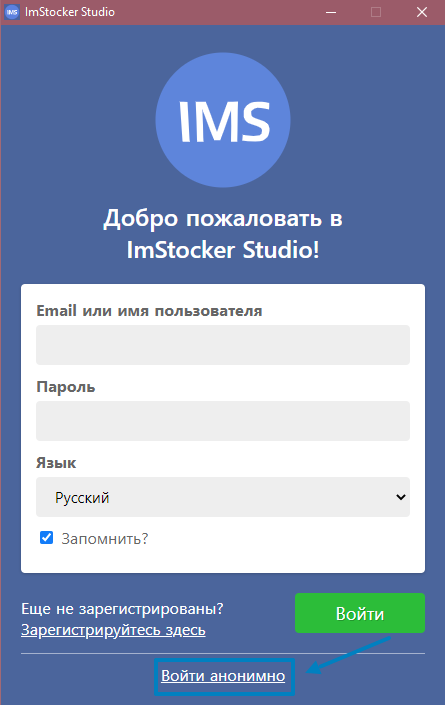 ImStocker Studio
IMS
Добро пожаловать в
ImStocker Studio!
Email или имя пользователя
Пароль
Язык
Русский
Запомнить?
Еще не зарегистрированы?
Зарегистрируйтесь здесь
Войти
Войти анонимно